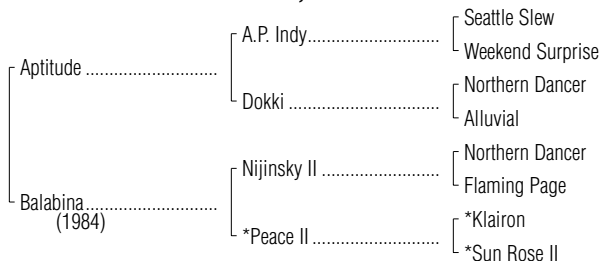 Seattle Slew
A.P. Indy
Weekend Surprise
Aptitude
Northern Dancer
Dokki
Alluvial
Northern Dancer
Nijinsky II
Flaming Page
Balabina
(1984)
*Klairon
*Peace II
*Sun Rose II